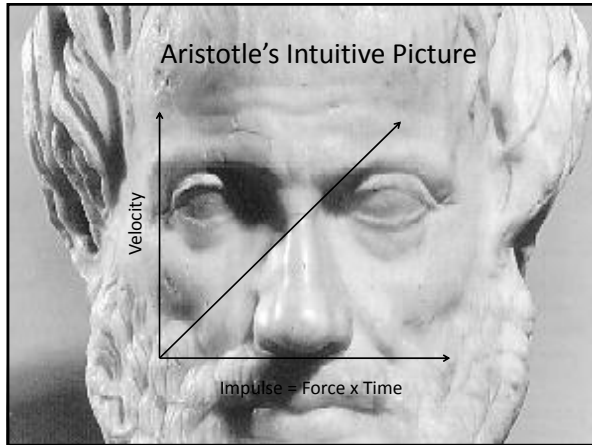 Aristotle’s Intuitive Picture
Velocity
Impulse = Force x Time